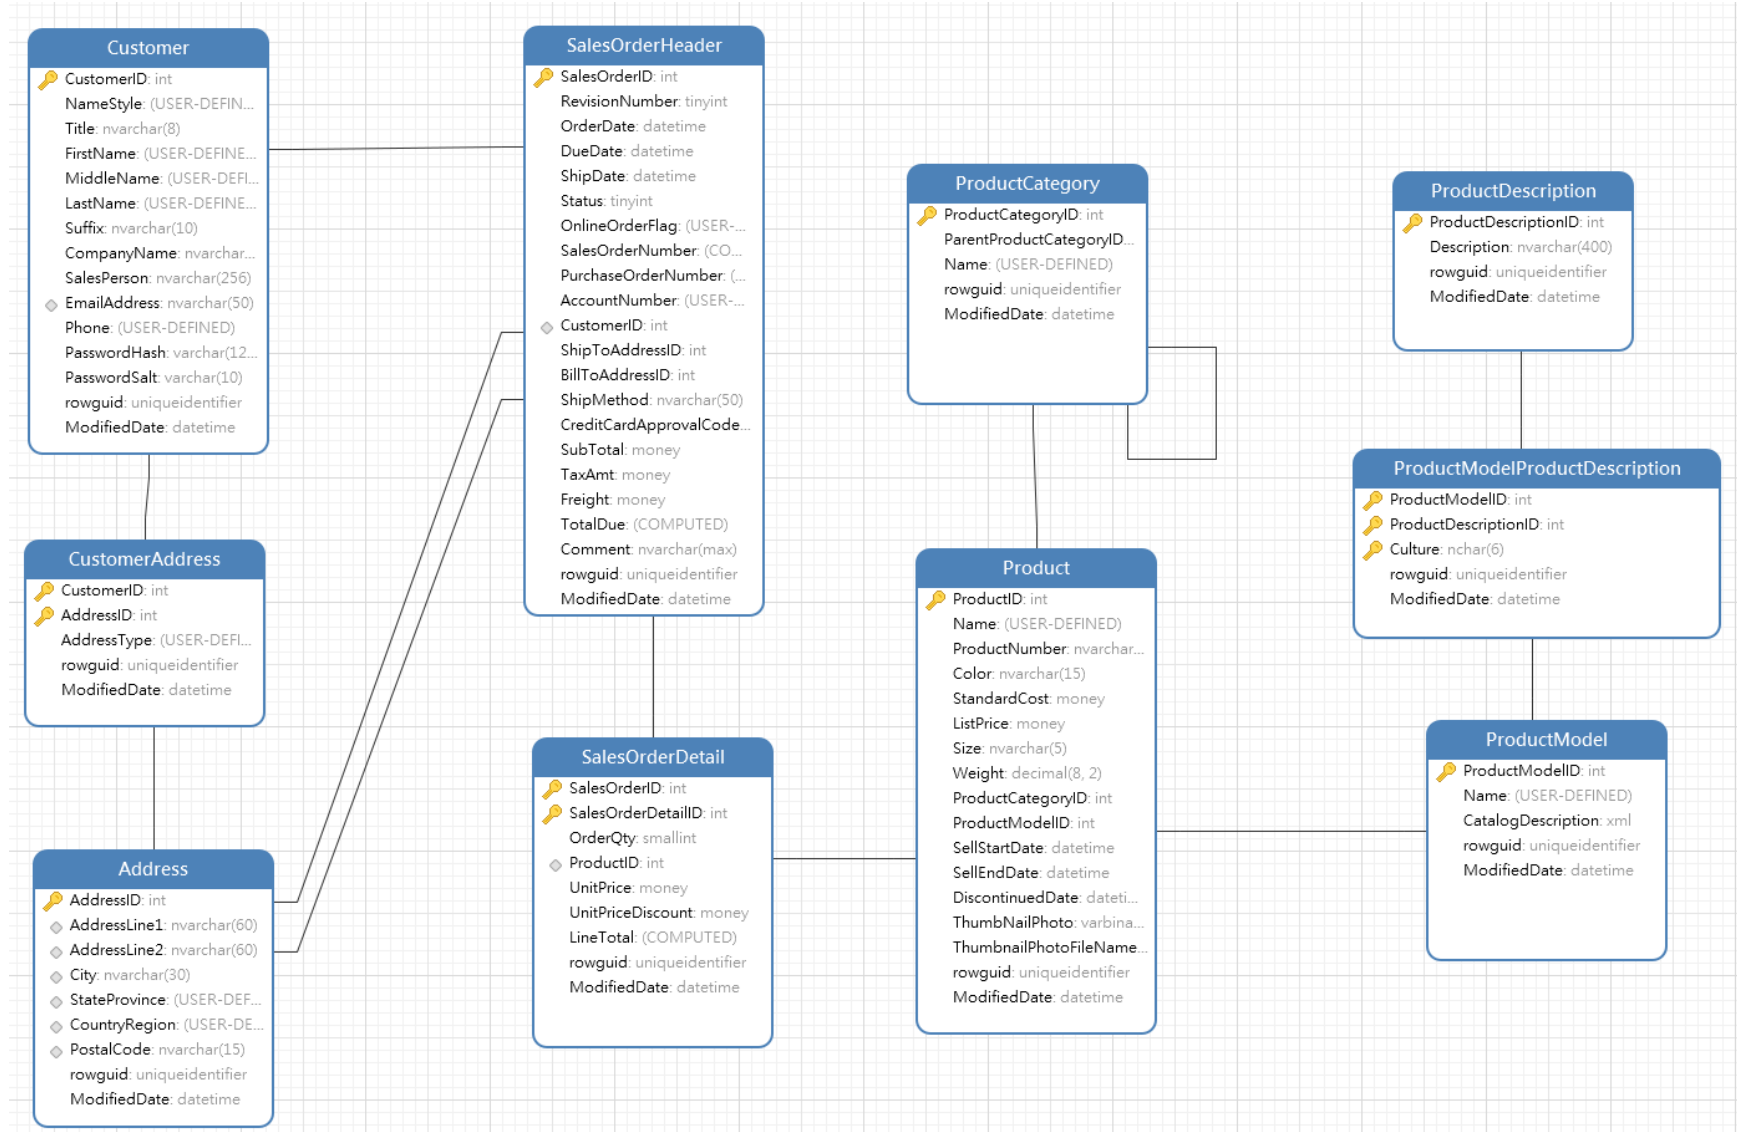 Customer
CustomerID: int
NameStyle: (USER-DEFIN...
Title: nvarchar(8)
FirstName: (USER-DEFINE...
MiddleName: (USER-DEFI...
LastName: (USER-DEFINE...
Suffix: nvarchar(10)
CompanyName: nvarchar...
SalesPerson: nvarchar(256)
EmailAddress: nvarchar(50)
Phone: (USER-DEFINED)
PasswordHash: varchar(12...
PasswordSalt: varchar(10)
rowguid: uniqueidentifier
ModifiedDate: datetime
CustomerAddress
CustomerID: int
AddressID: int
AddressType: (USER-DEFI...
rowguid: uniqueidentifier
ModifiedDate: datetime
Address
AddressID: int
AddressLine1: nvarchar(60)
AddressLine2: nvarchar(60)
City: nvarchar(30)
StateProvince: (USER-DEF...
CountryRegion: (USER-DE...
PostalCode: nvarchar(15)
rowguid: uniqueidentifier
ModifiedDate: datetime
SalesOrderHeader
SalesOrderID: int
RevisionNumber: tinyint
OrderDate: datetime
DueDate: datetime
ShipDate: datetime
Status: tinyint
OnlineOrderFlag: (USER-...
SalesOrderNumber: (CO...
PurchaseOrderNumber: (...
AccountNumber: (USER-...
CustomerID: int
ShipToAddressID: int
BillToAddressID: int
ShipMethod: nvarchar(50)
CreditCardApprovalCode...
SubTotal: money
TaxAmt: money
Freight: money
TotalDue: (COMPUTED)
Comment: nvarchar(max)
rowguid: uniqueidentifier
ModifiedDate: datetime
SalesOrderDetail
SalesOrderID: int
SalesOrderDetailID: int
OrderQty: smallint
ProductID: int
UnitPrice: money
UnitPriceDiscount: money
LineTotal: (COMPUTED)
rowguid: uniqueidentifier
ModifiedDate: datetime
ProductCategory
ProductCategoryID: int
ParentProductCategoryID...
Name: (USER-DEFINED)
rowguid: uniqueidentifier
ModifiedDate: datetime
Product
ProductID: int
Name: (USER-DEFINED)
ProductNumber: nvarchar...
Color: nvarchar(15)
StandardCost: money
ListPrice: money
Size: nvarchar(5)
Weight: decimal(8, 2)
ProductCategoryID: int
ProductModelID: int
SellStartDate: datetime
SellEndDate: datetime
DiscontinuedDate: dateti...
ThumbNailPhoto: varbina...
ThumbnailPhotoFileName...
rowguid: uniqueidentifier
ModifiedDate: datetime
ProductDescription
ProductDescriptionID: int
Description: nvarchar(400)
rowguid: uniqueidentifier
ModifiedDate: datetime
ProductModelProductDescription
ProductModelID: int
ProductDescriptionID: int
Culture: nchar(6)
rowguid: uniqueidentifier
ModifiedDate: datetime
ProductModel
ProductModelID: int
Name: (USER-DEFINED)
CatalogDescription: xml
rowguid: uniqueidentifier
ModifiedDate: datetime